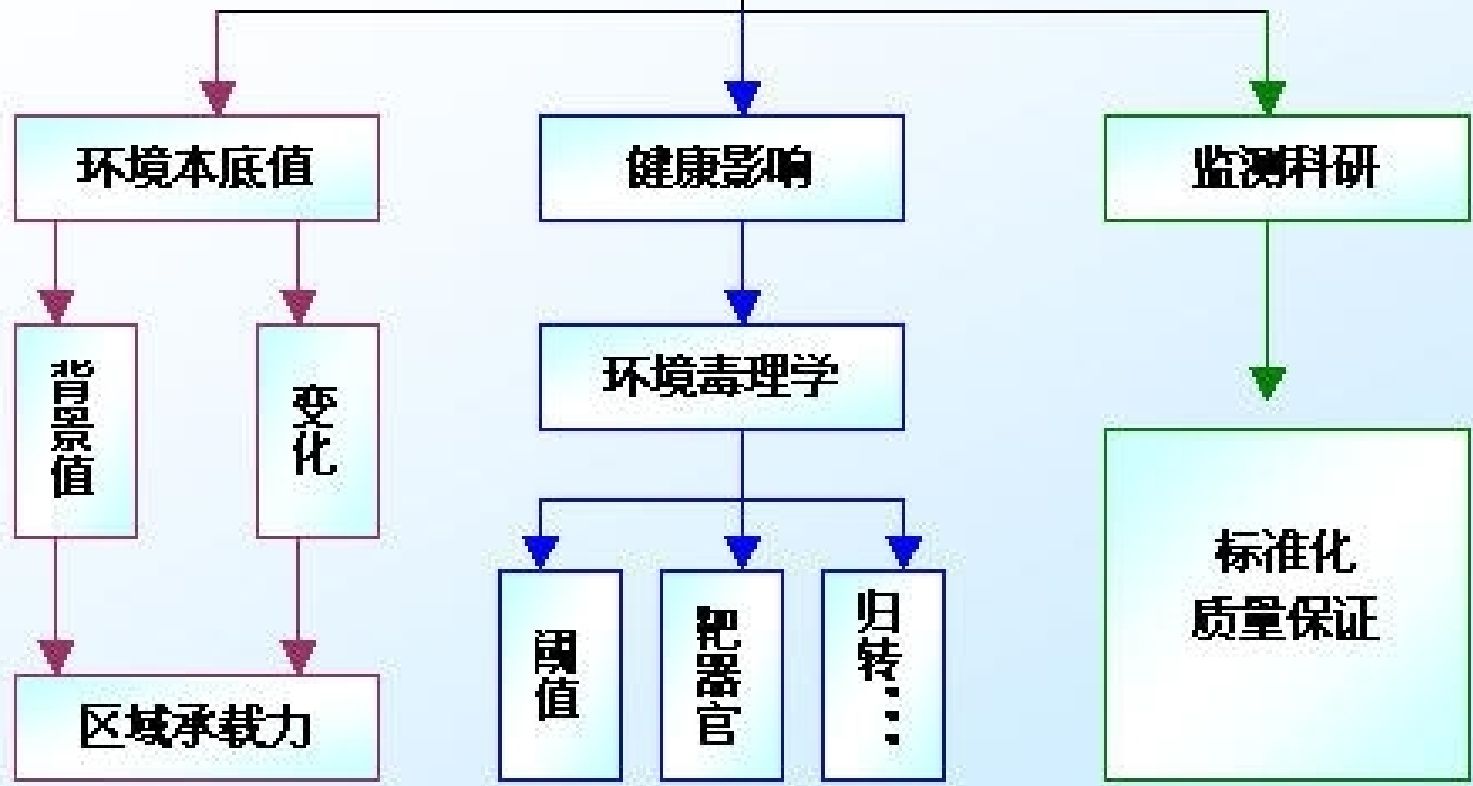 环境本底值
健康影响
监测科研
背景值
变化
环境毒理学
阈值
靶器官
归转……
标准化
质量保证
区域承载力